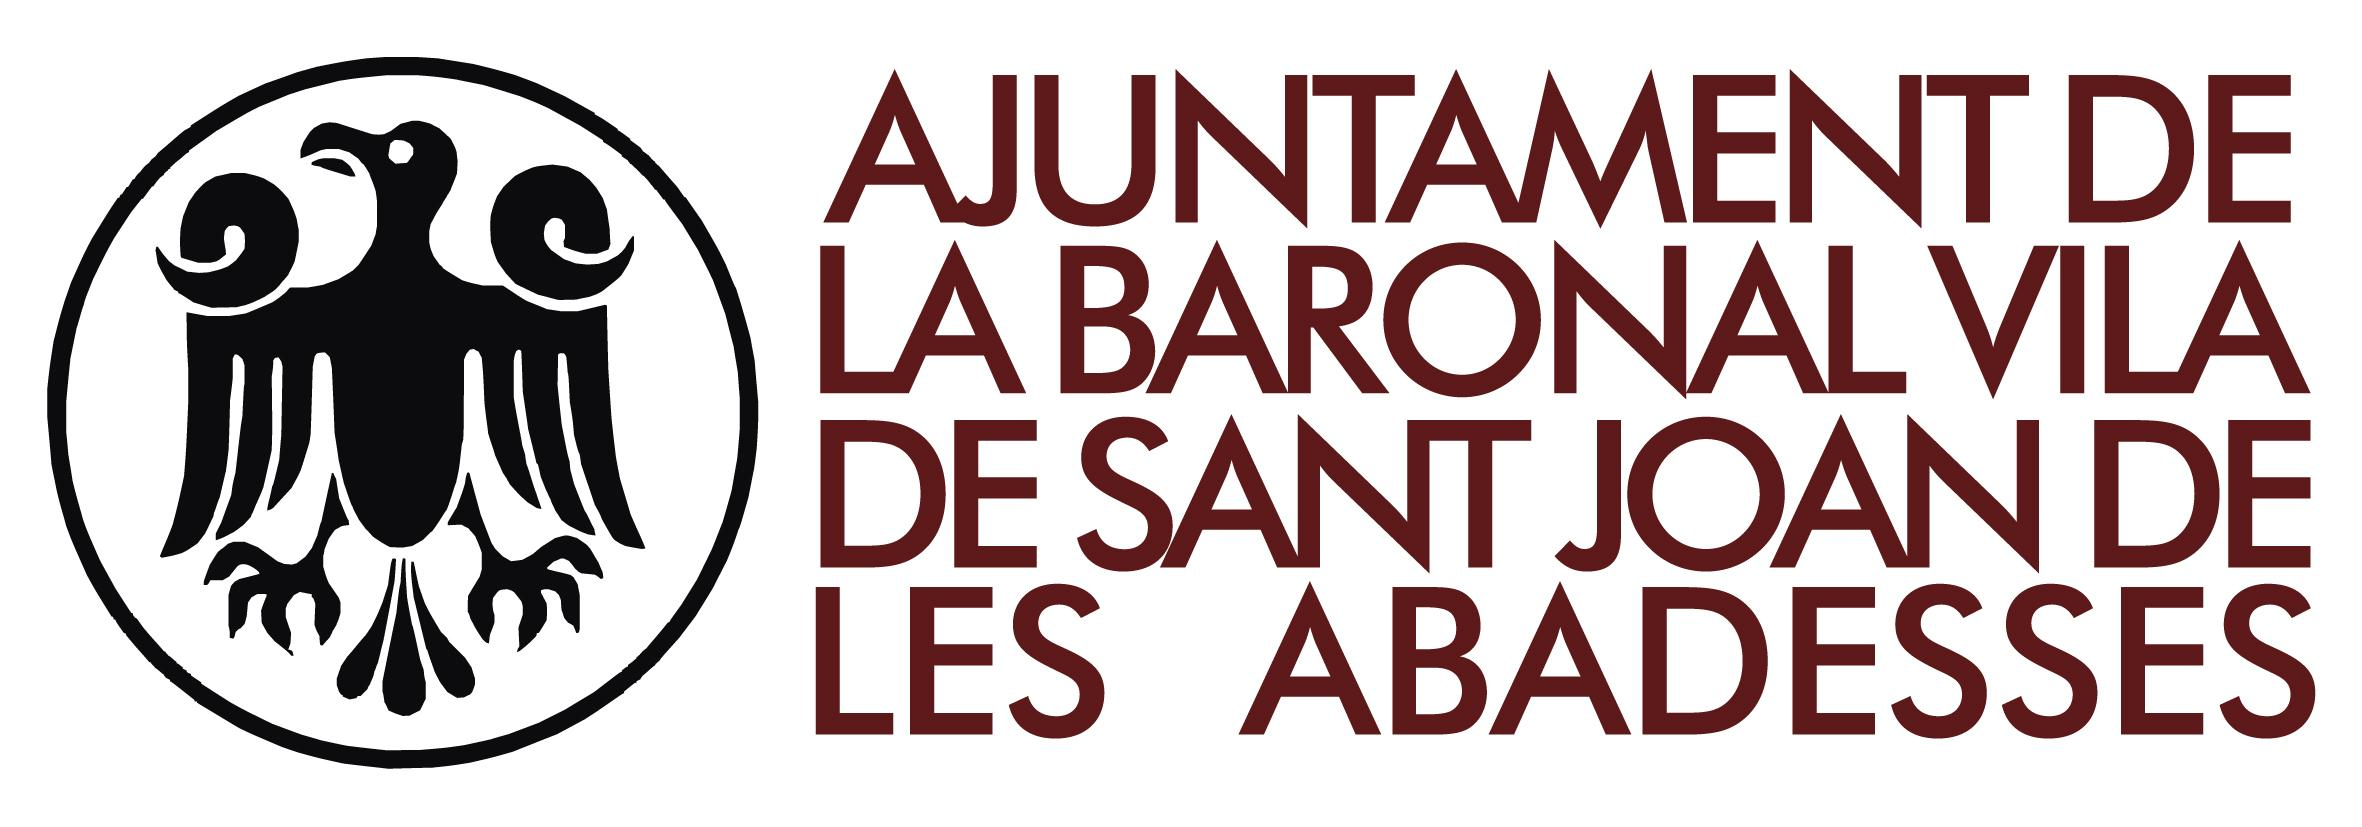 AJUNTAMENT DE
LA BARONAL VILA
DE SANT JOAN DE
LES ABADESSES